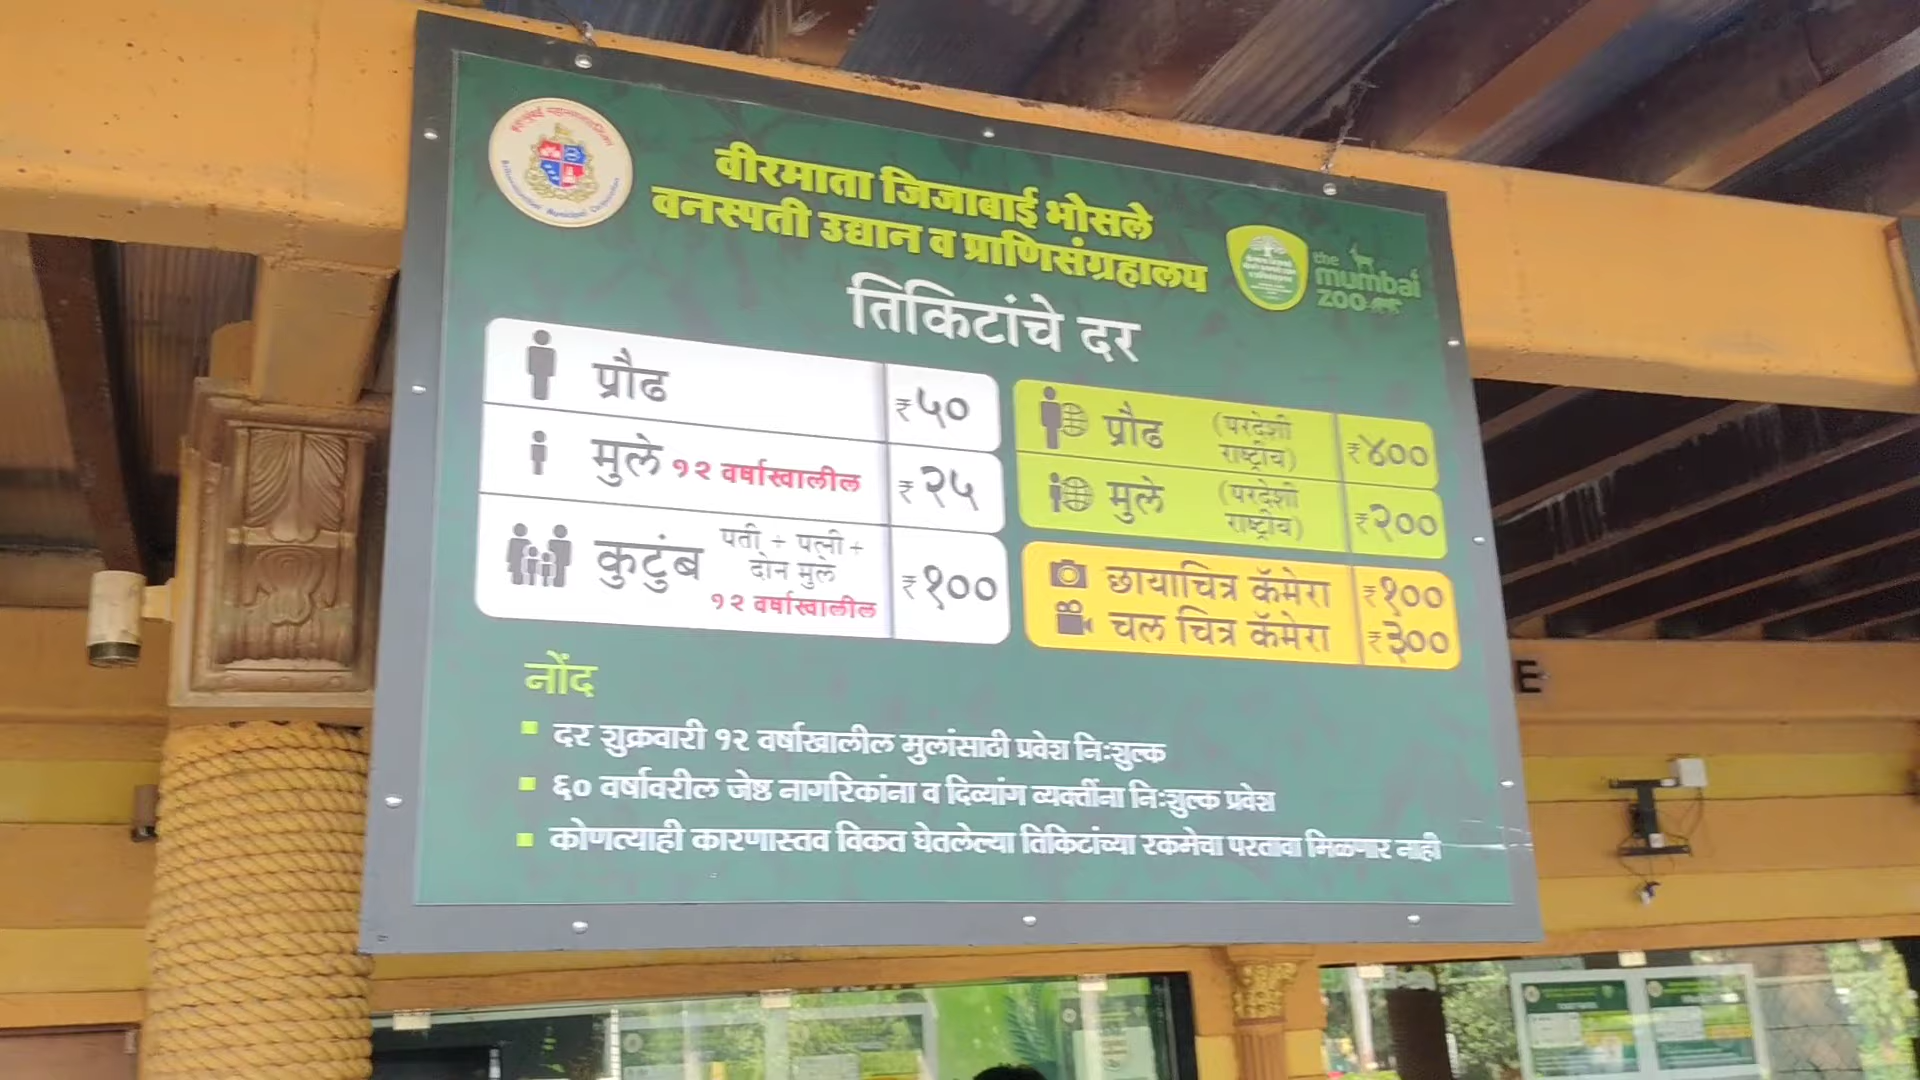 वीरमाता जिजाबाई भोसले
वनस्पती उद्यान व प्राणिसंग्रहालय
the
mumbai
zoo
तिकिटांचे दर
प्रौढ ₹५०
मुले १२ वर्षाखालील ₹२५
कुटुंब पती + पत्नी +
दोन मुले
१२ वर्षाखालील
₹१००
प्रौढ (परदेशी
राष्ट्रीय) ₹४००
मुले (परदेशी
राष्ट्रीय) ₹२००
छायाचित्र कॅमेरा ₹१००
चल चित्र कॅमेरा ₹३००
नोंद
दर शुक्रवारी १२ वर्षाखालील मुलांसाठी प्रवेश नि:शुल्क
६० वर्षावरील जेष्ठ नागरिकांना व दिव्यांग व्यक्तींना नि:शुल्क प्रवेश
कोणत्याही कारणास्तव विकत घेतलेल्या तिकिटांच्या रकमेचा परतावा मिळणार नाही
E